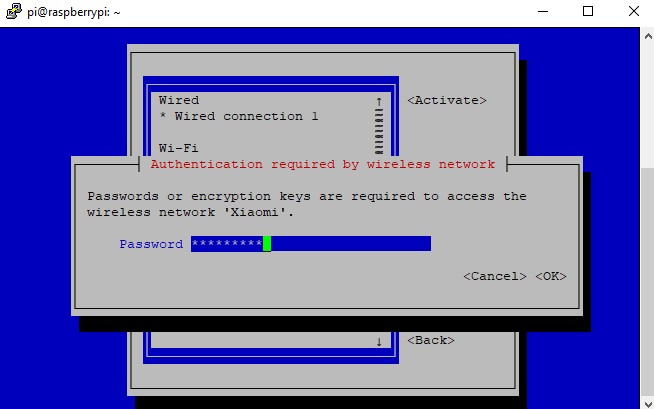 pi@raspberrypi: ~
Wired
* Wired connection 1
Wi-Fi
<Activate>
Authentication required by wireless network
Passwords or encryption keys are required to access the
wireless network 'Xiaomi'.
Password *********
<Cancel> <OK>
<Back>